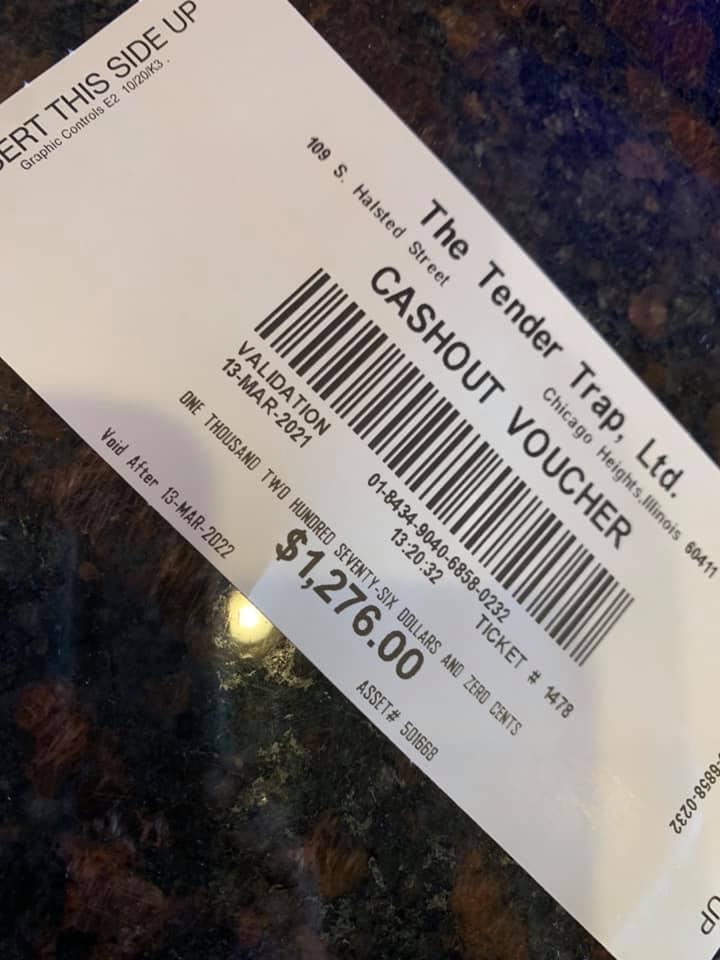 ERT THIS SIDE UP
Graphic Controls E2 10/20/K3 .
The Tender Trap, Ltd.
109 S. Halsted Street
Chicago Heights,Illinois 60411
CASHOUT VOUCHER
VALIDATION 01-8434-9040-6858-0232
13-MAR-2021 13:20:32 TICKET # 1478
ONE THOUSAND TWO HUNDRED SEVENTY-SIX DOLLARS AND ZERO CENTS
$1,276.00
Void After 13-MAR-2022 ASSET# 501668
-6858-0232
UP